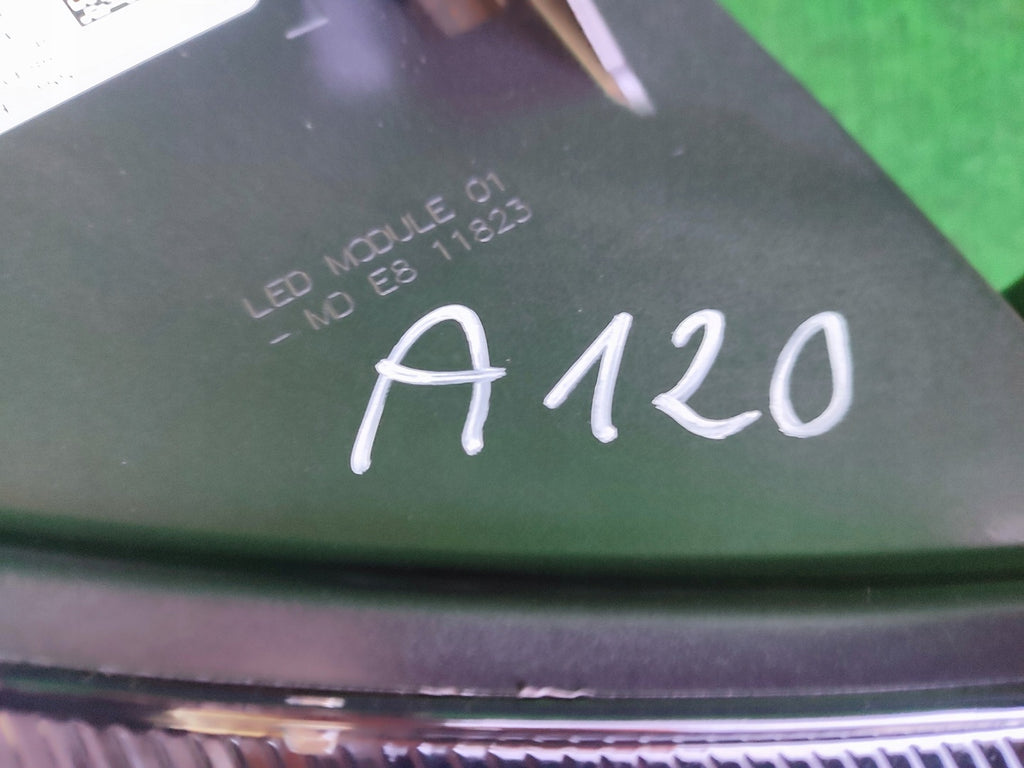 LED MODULE 01
– MD E8 11823
A120